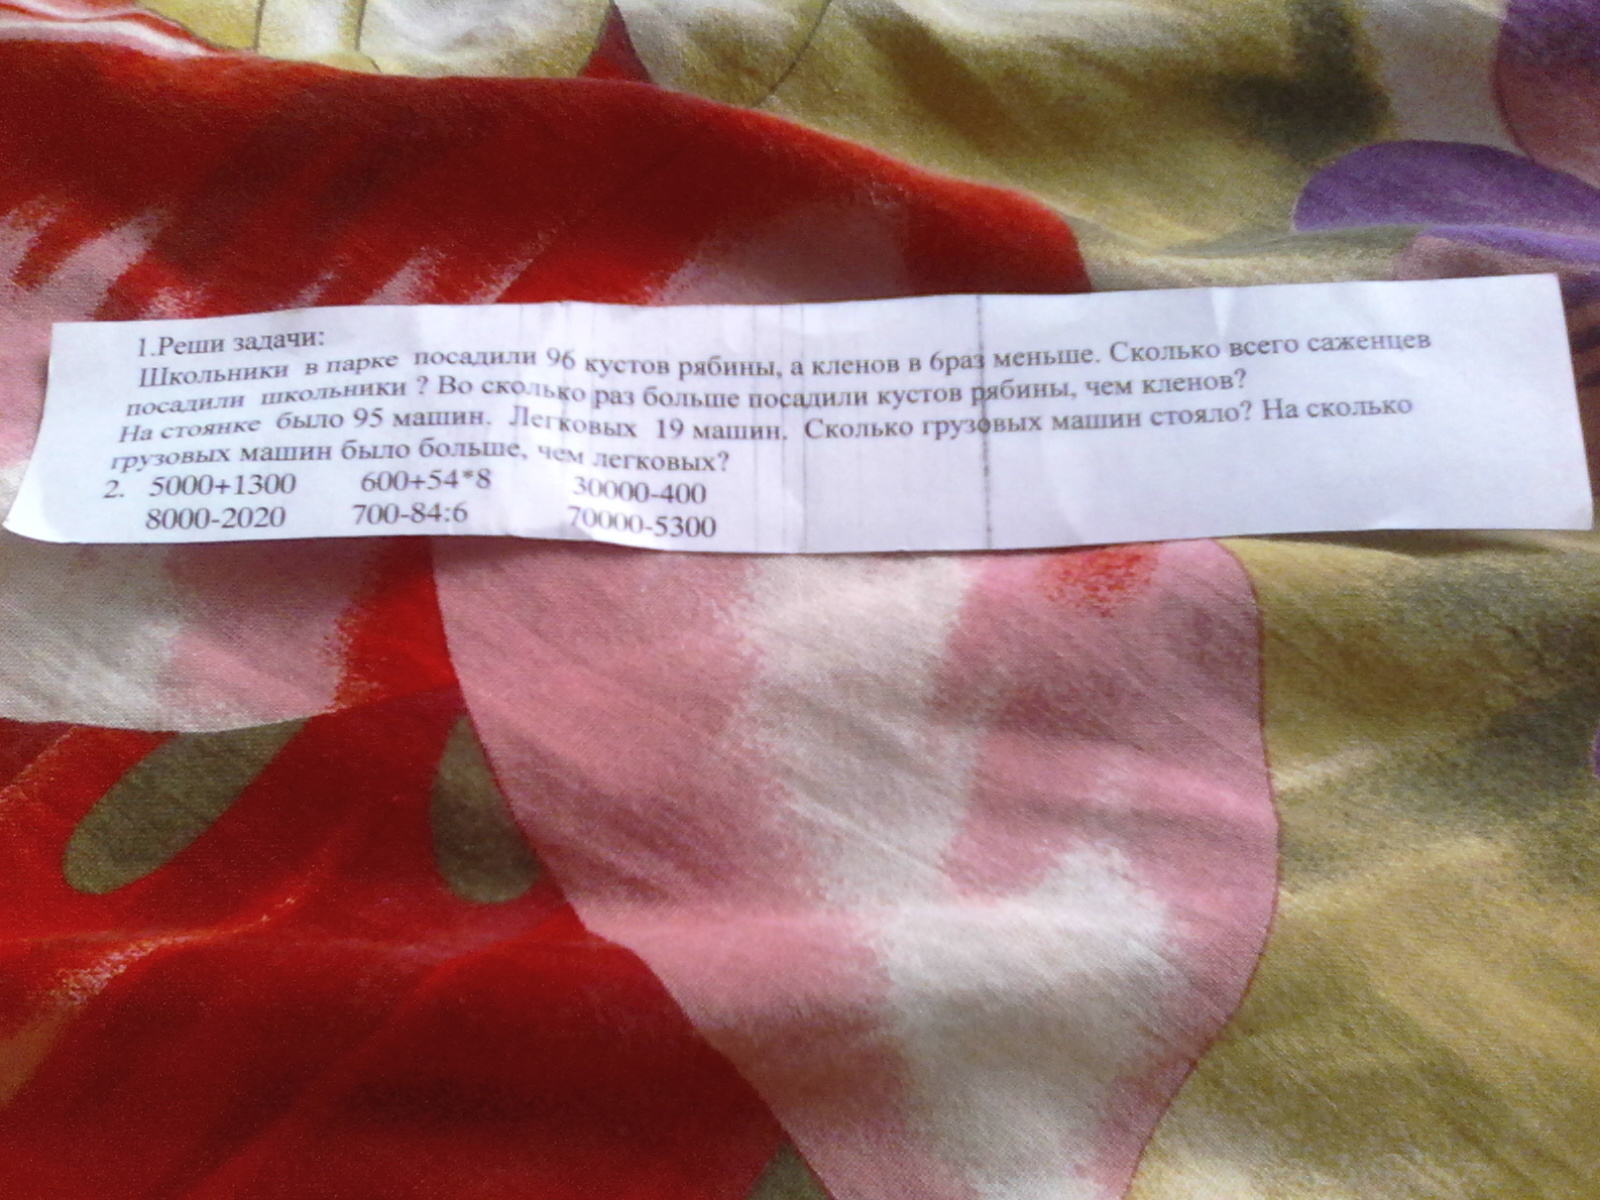 1.Реши задачи:
Школьники в парке посадили 96 кустов рябины, а кленов в 6раз меньше. Сколько всего саженцев
посадили школьники ? Во сколько раз больше посадили кустов рябины, чем кленов?
На стоянке было 95 машин. Легковых 19 машин. Сколько грузовых машин стояло? На сколько
грузовых машин было больше, чем легковых?
2. 5000+1300 600+54*8 30000-400
8000-2020 700-84:6 70000-5300